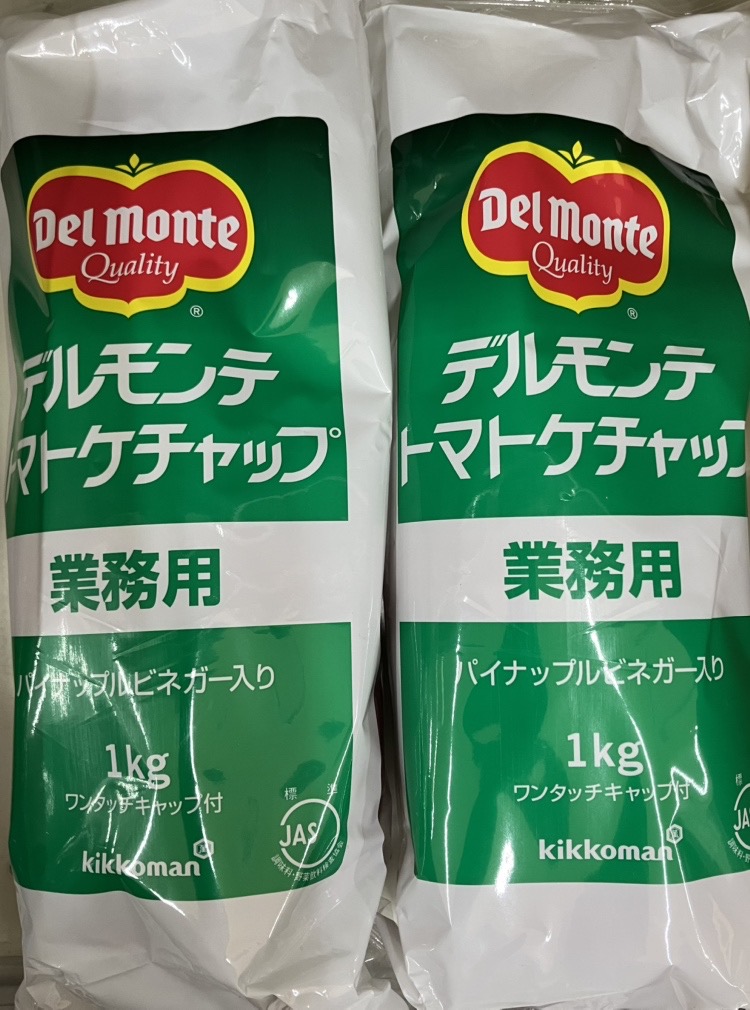 Del Monte
Quality
®
デルモンテ
トマトケチャップ
業務用
パイナップルビネガー入り
1kg
ワンタッチキャップ付
標準
JAS
kikkoman
Del Monte
Quality
®
デルモンテ
トマトケチャップ
業務用
パイナップルビネガー入り
1kg
ワンタッチキャップ付
標
JA
kikkoman